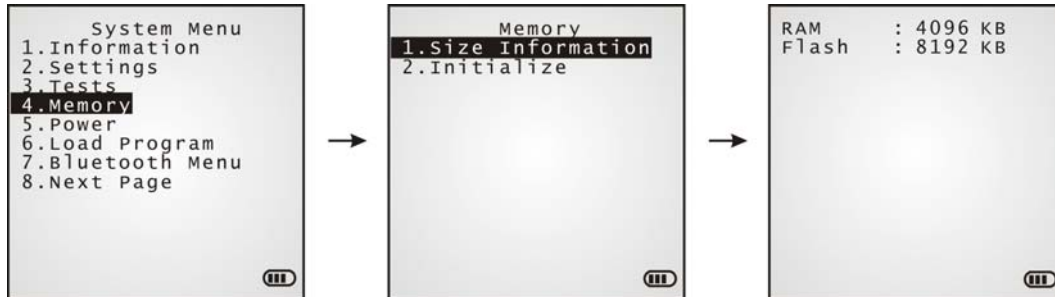 System Menu
1.Information
2.Settings
3.Tests
4.Memory
5.Power
6.Load Program
7.Bluetooth Menu
8.Next Page
Memory
1.Size Information
2.Initialize
RAM : 4096 KB
Flash : 8192 KB